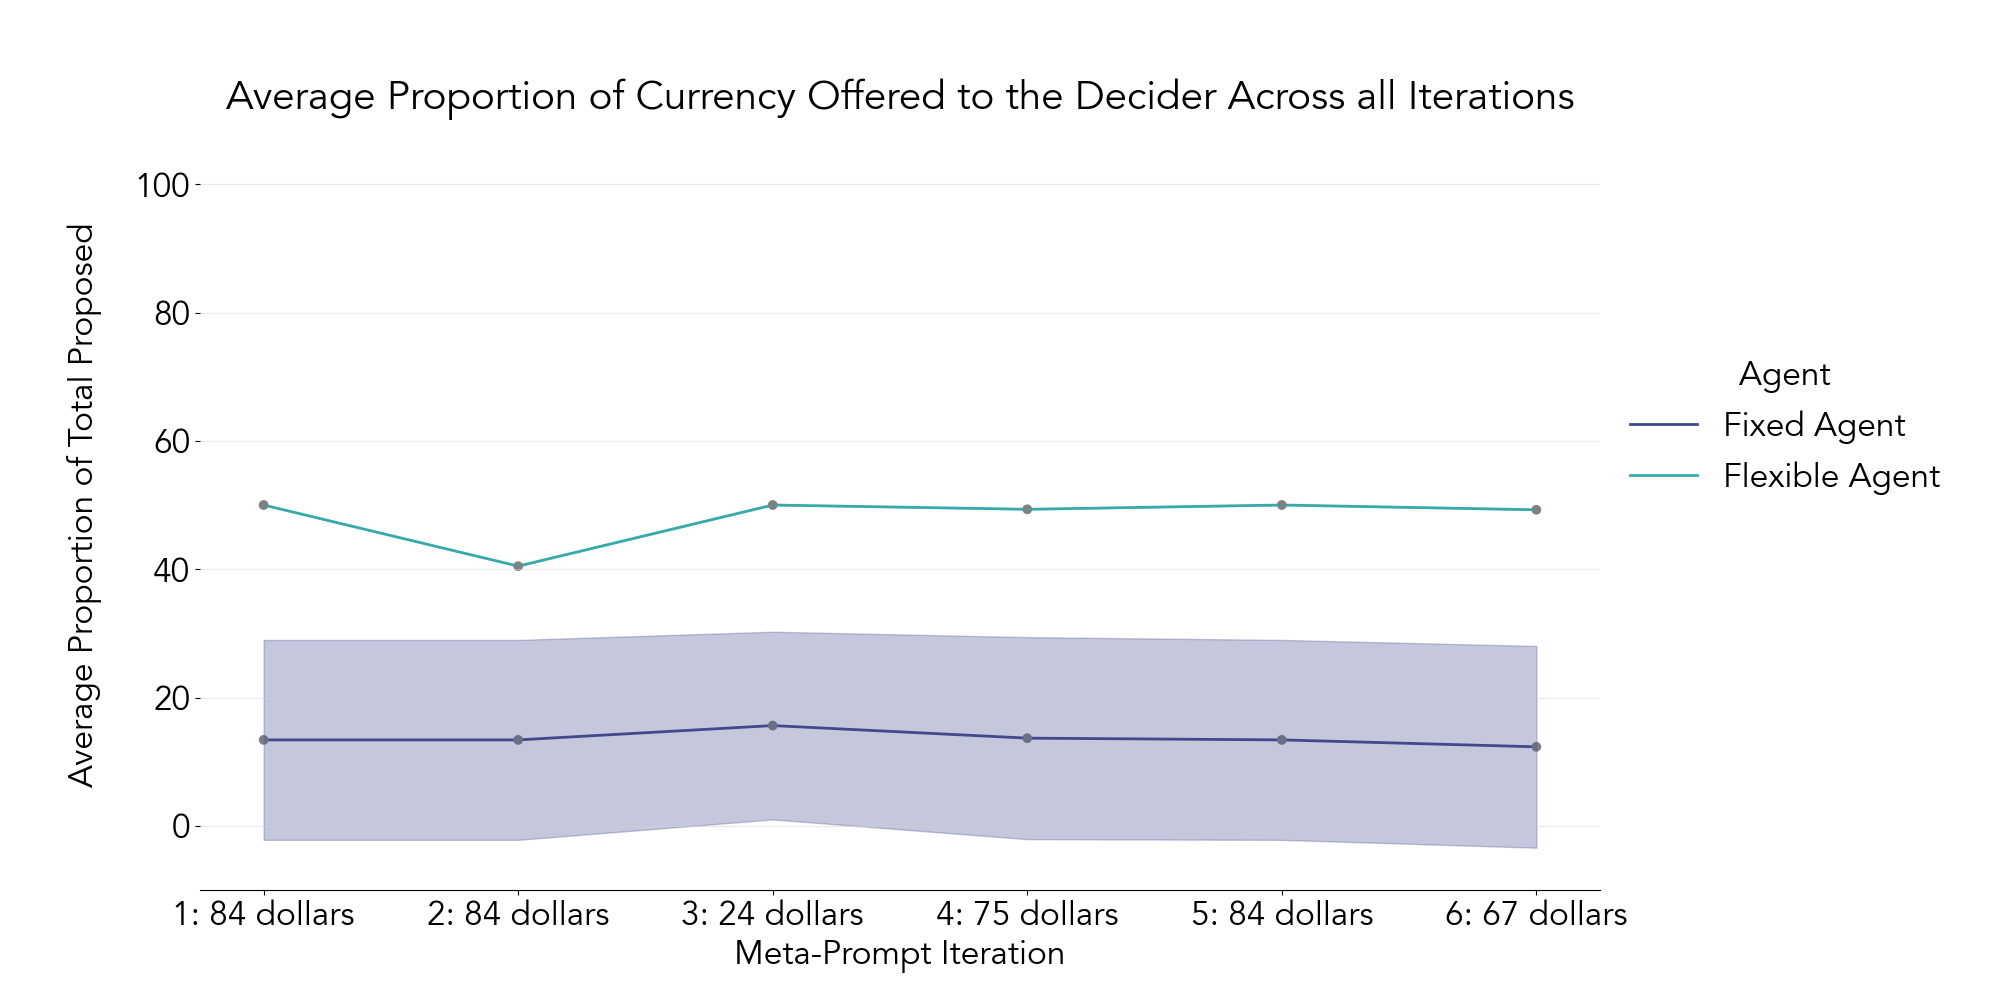 Average Proportion of Currency Offered to the Decider Across all Iterations
Average Proportion of Total Proposed
100
80
60
40
20
0
1: 84 dollars
2: 84 dollars
3: 24 dollars
4: 75 dollars
5: 84 dollars
6: 67 dollars
Meta-Prompt Iteration
Agent
Fixed Agent
Flexible Agent